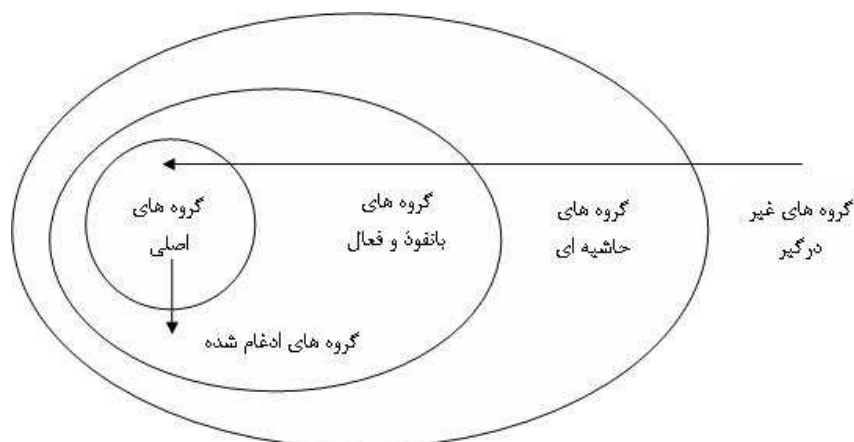 گروه های غیر
درگیر
گروه های
حاشیه ای
گروه های
بانفوذ و فعال
گروه های
اصلی
گروه های ادغام شده